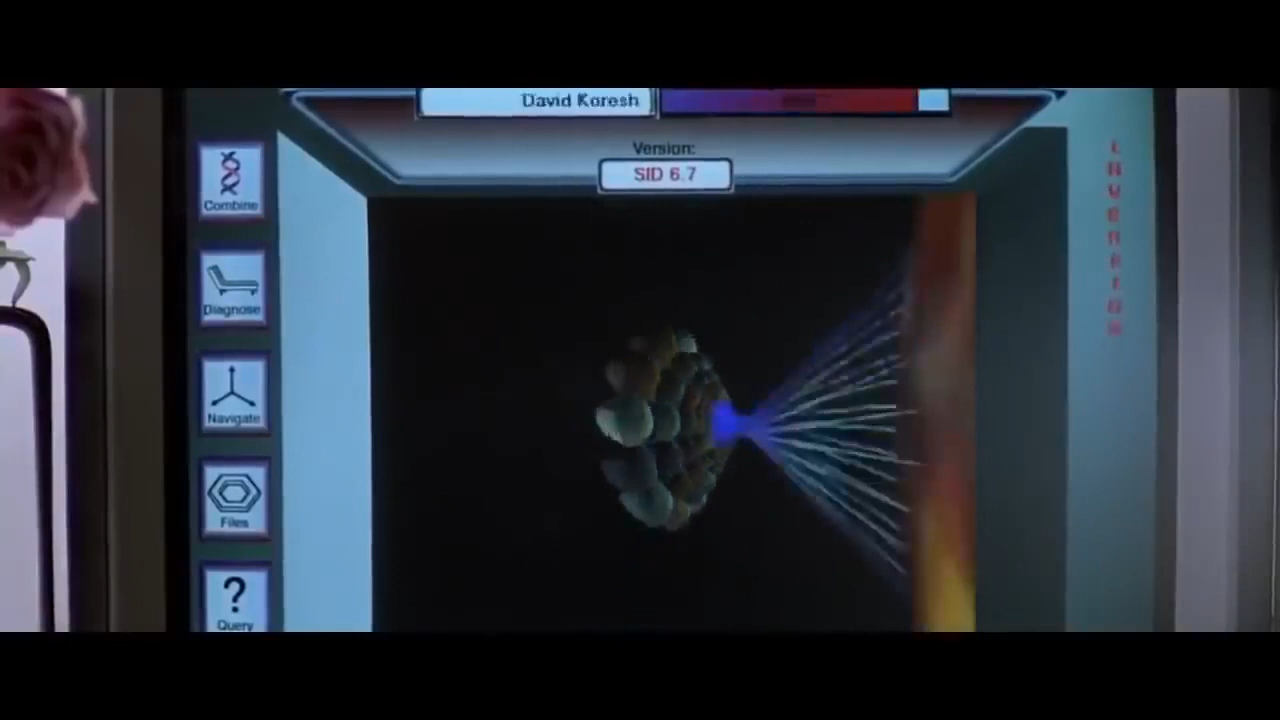 David Koresh
Version:
SID 6.7
Combine
Diagnose
Navigate
Files
Query